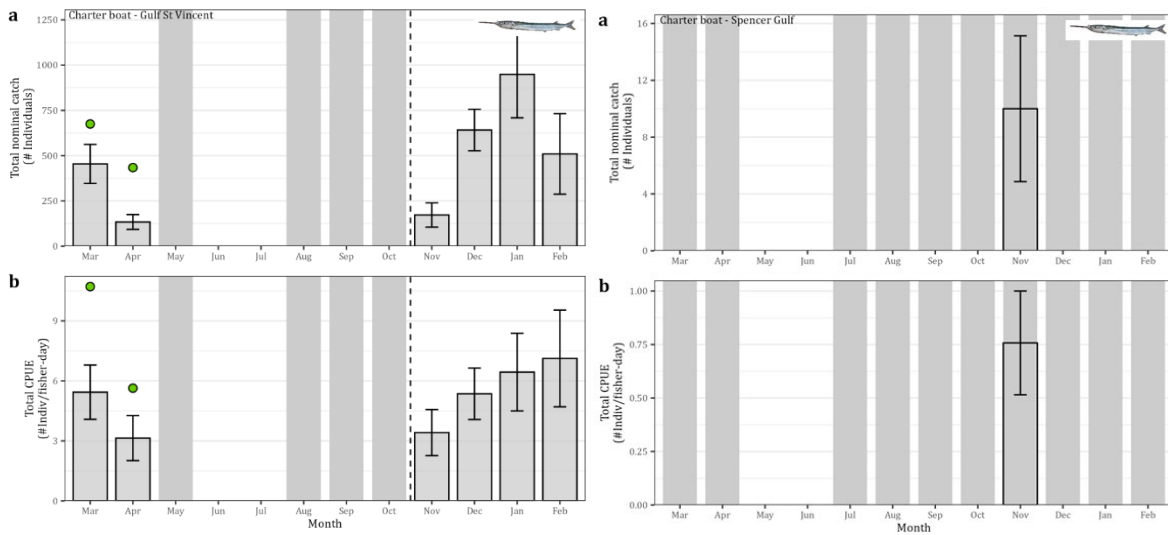 a
Charter boat - Gulf St Vincent
Total nominal catch
(# Individuals)
1250
1000
750
500
250
0
Mar Apr May Jun Jul Aug Sep Oct Nov Dec Jan Feb
b
Total CPUE
(#Indiv/fisher-day)
9
6
3
0
Mar Apr May Jun Jul Aug Sep Oct Nov Dec Jan Feb
Month
a
Charter boat - Spencer Gulf
Total nominal catch
(# Individuals)
16
12
8
4
0
Mar Apr May Jun Jul Aug Sep Oct Nov Dec Jan Feb
b
Total CPUE
(#Indiv/fisher-day)
1.00
0.75
0.50
0.25
0.00
Mar Apr May Jun Jul Aug Sep Oct Nov Dec Jan Feb
Month